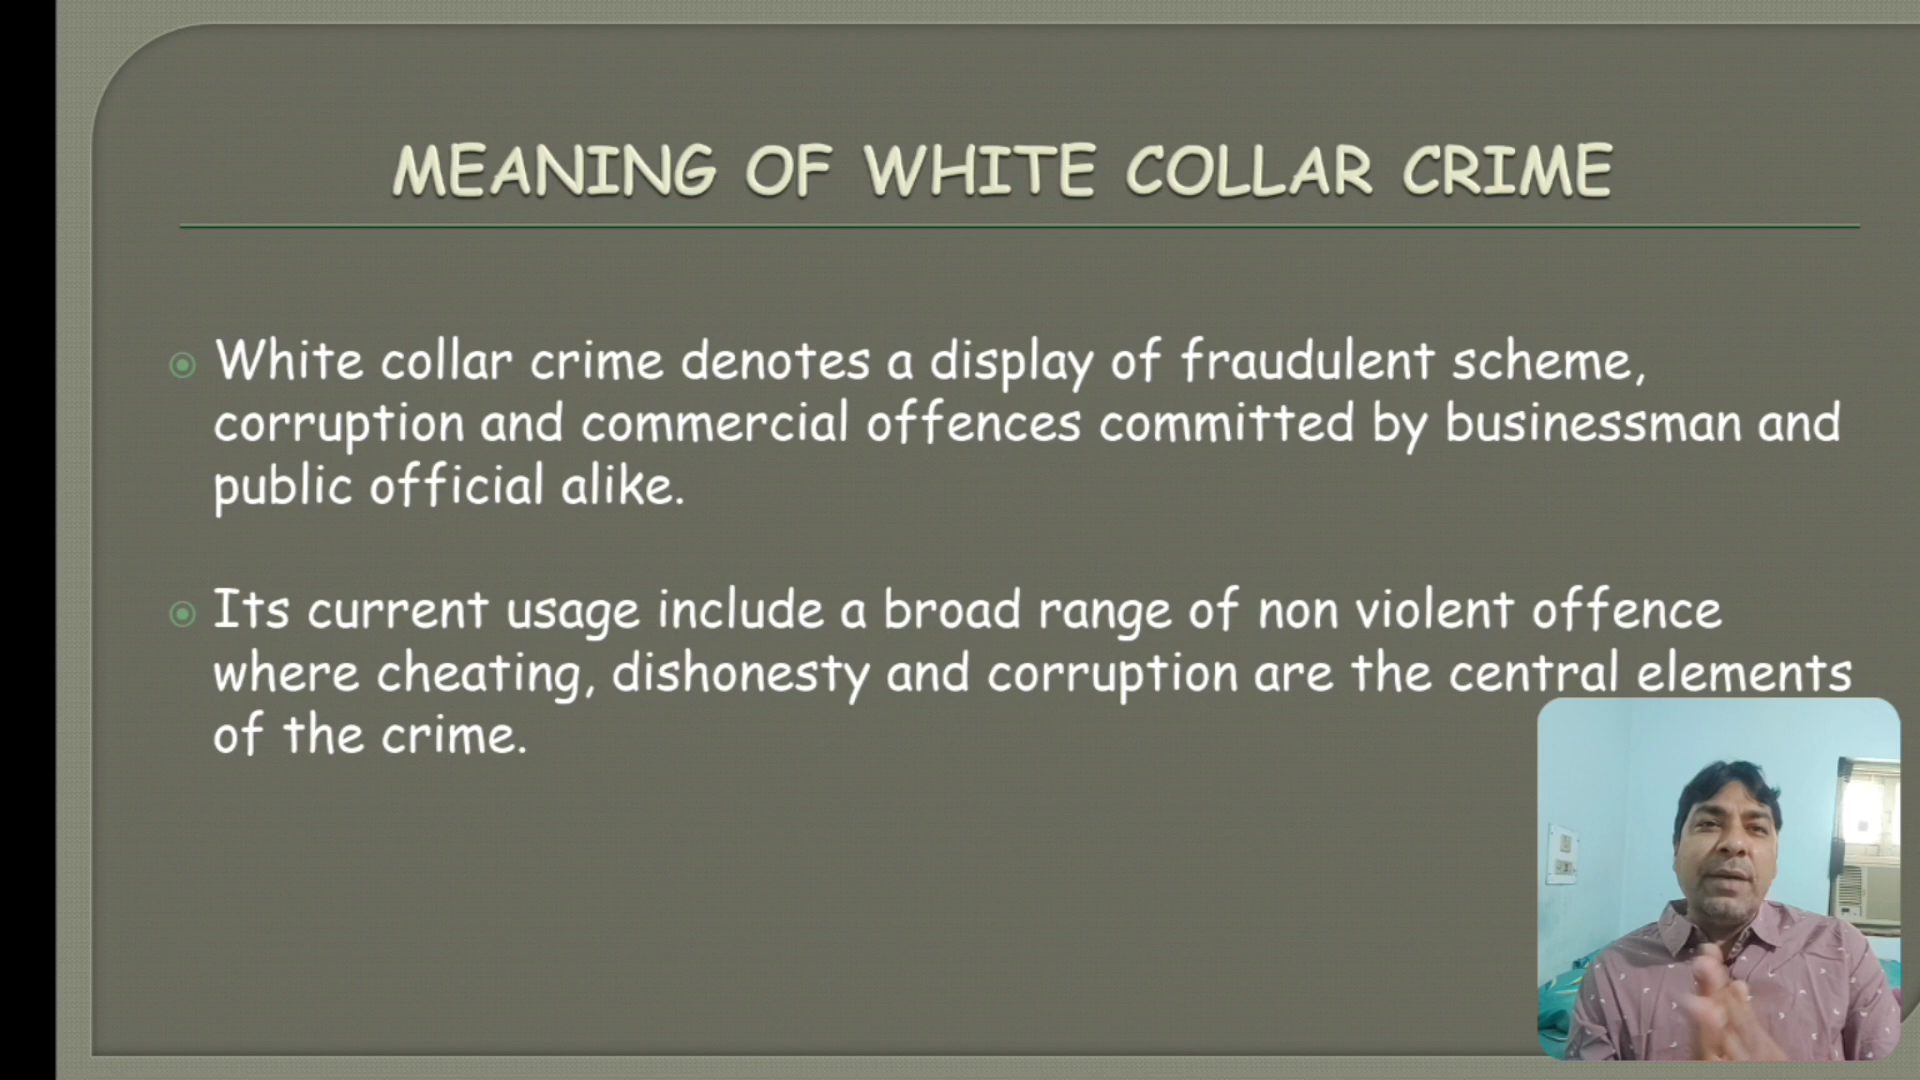 MEANING OF WHITE COLLAR CRIME
White collar crime denotes a display of fraudulent scheme,
corruption and commercial offences committed by businessman and
public official alike.
Its current usage include a broad range of non violent offence
where cheating, dishonesty and corruption are the central elements
of the crime.